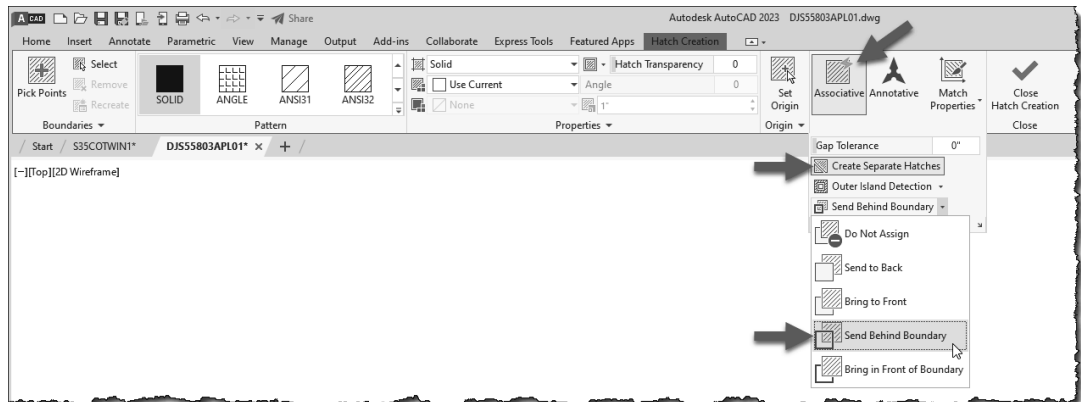 A CAD Share Autodesk AutoCAD 2023 DJS55803APL01.dwg
Home Insert Annotate Parametric View Manage Output Add-ins Collaborate Express Tools Featured Apps Hatch Creation
Select Solid Hatch Transparency 0
Remove Use Current Angle 0
Pick Points Recreate SOLID ANGLE ANSI31 ANSI32 None 1" Set Origin Associative Annotative Match Properties Close Hatch Creation
Boundaries Pattern Properties Origin Close
Start S35COTWIN1* DJS55803APL01* × + Gap Tolerance 0"
[−][Top][2D Wireframe]
Create Separate Hatches
Outer Island Detection
Send Behind Boundary
Do Not Assign
Send to Back
Bring to Front
Send Behind Boundary
Bring in Front of Boundary